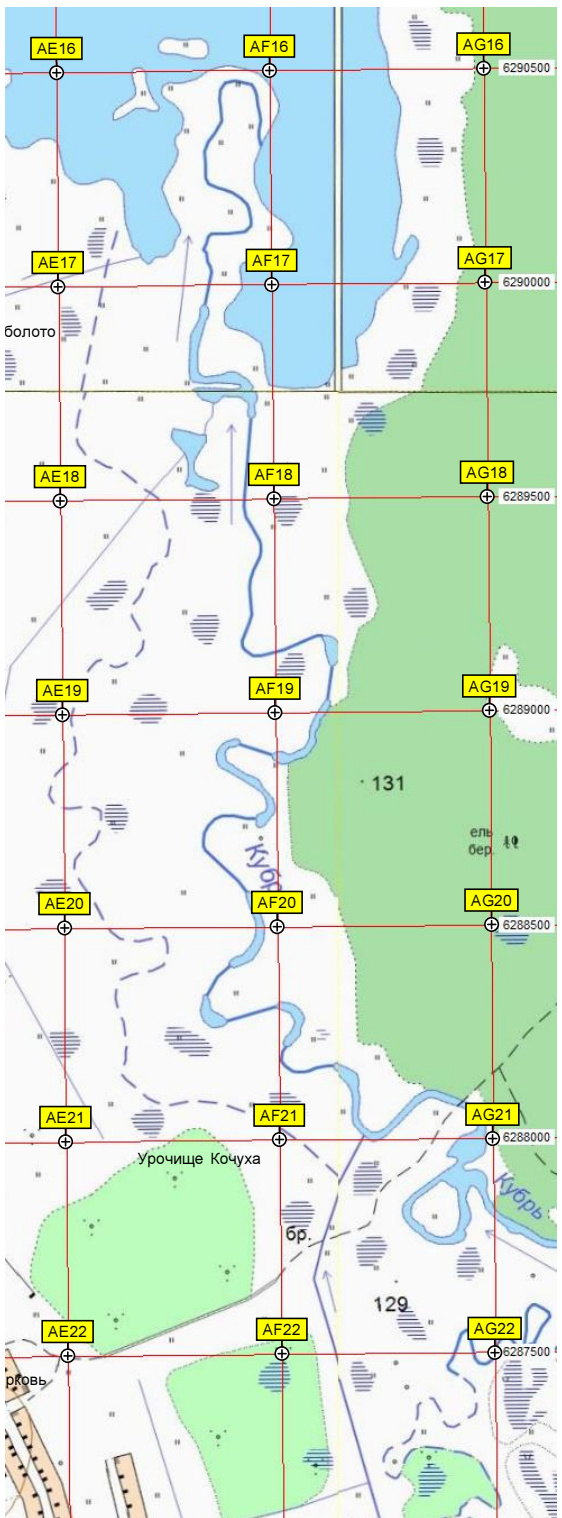 AE16 AF16 AG16
6290500
AE17 AF17 AG17
6290000
болото
AE18 AF18 AG18
6289500
AE19 AF19 AG19
6289000
131
ель
бер.
Кубр
AE20 AF20 AG20
6288500
AE21 AF21 AG21
6288000
Урочище Кочуха
Кубрь
бр.
129
AE22 AF22 AG22
6287500
рковь